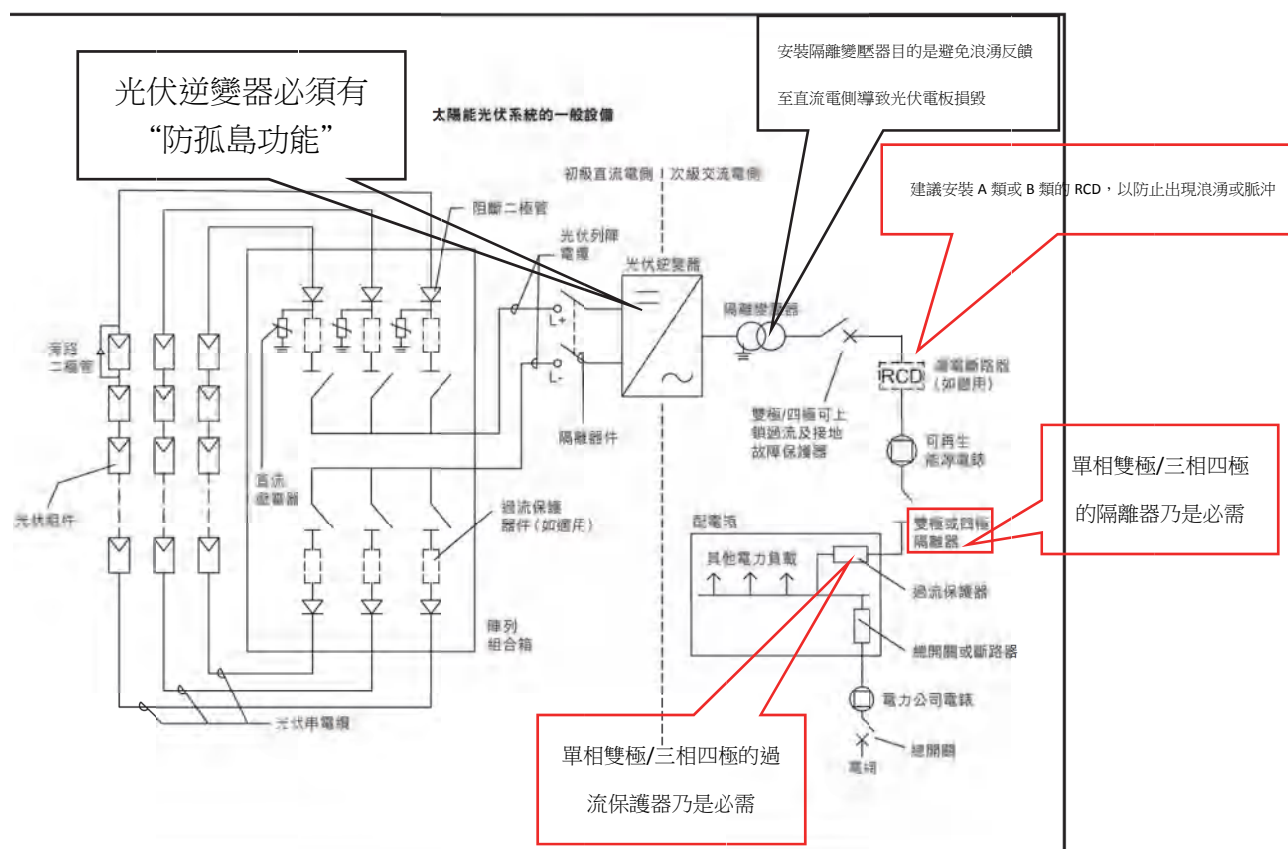 安裝隔離變壓器目的是避免浪湧反饋
至直流電側導致光伏電板損毀
光伏逆變器必須有
“防孤島功能”
太陽能光伏系統的一般設備
初級直流電側
次級交流電側
建議安裝 A 類或 B 類的 RCD，以防止出現浪湧或脈沖
阻斷二極管
光伏列陣
電纜
光伏逆變器
隔離變壓器
L+
L-
旁路
二極管
RCD
漏電斷路器
(如適用)
隔離器件
雙極/四極可上
鎖過流及接地
故障保護器
可再生
能源電錶
單相雙極/三相四極
的隔離器乃是必需
直流
避雷器
光伏組件
過流保護
器件(如適用)
配電箱
雙極或四極
隔離器
其他電力負載
過流保護器
陣列
組合箱
總開關或斷路器
電力公司電錶
光伏串電纜
單相雙極/三相四極的過
流保護器乃是必需
總開關
電網